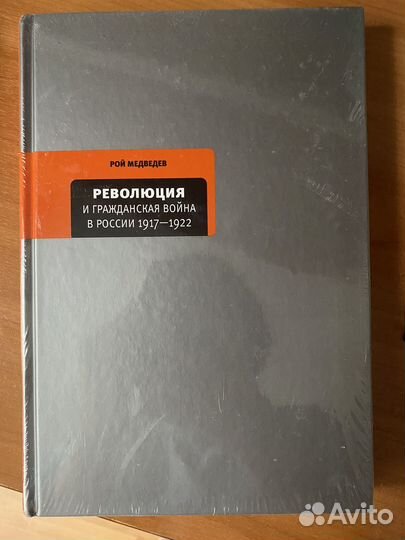 РОЙ МЕДВЕДЕВ
РЕВОЛЮЦИЯ
И ГРАЖДАНСКАЯ ВОЙНА
В РОССИИ 1917—1922
Avito